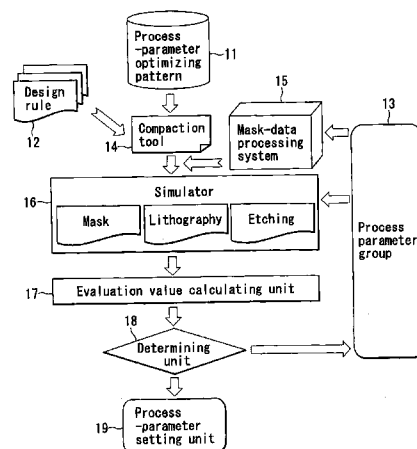 Process
-parameter
optimizing
pattern
11
15
13
Design
rule
12
Compaction
tool
14
Mask-data
processing
system
16
Simulator
Mask
Lithography
Etching
Process
parameter
group
17
Evaluation value calculating unit
18
Determining
unit
Process
-parameter
setting unit
19